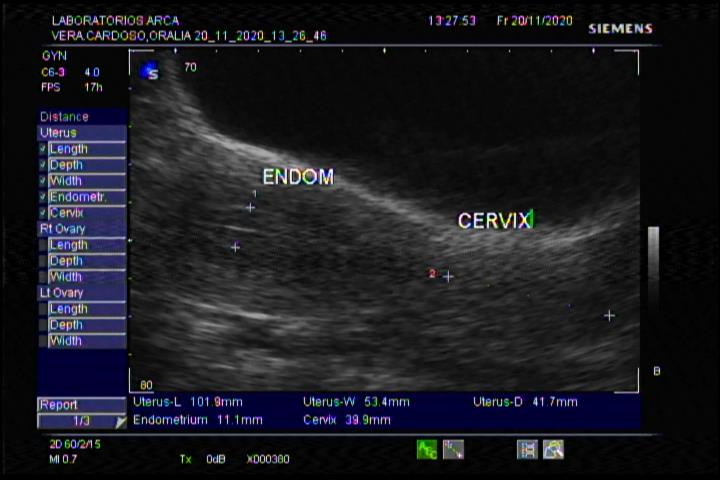 LABORATORIOS ARCA 13:27:53 Fr 20/11/2020 SIEMENS
VERA CARDOSO,ORALIA 20_11_2020_13_26_46
GYN
C6-3 4.0
FPS 17h
S 70
Distance
Uterus
Length
Depth
Width
Endometr.
Cervix
Rt Ovary
Length
Depth
Width
Lt Ovary
Length
Depth
Width
ENDOM
1
CERVIX
2
80
B
Report
1/3
Uterus-L 101.9mm Uterus-W 53.4mm Uterus-D 41.7mm
Endometrium 11.1mm Cervix 39.9mm
2D 60/2/15
MI 0.7 Tx 0dB X000380